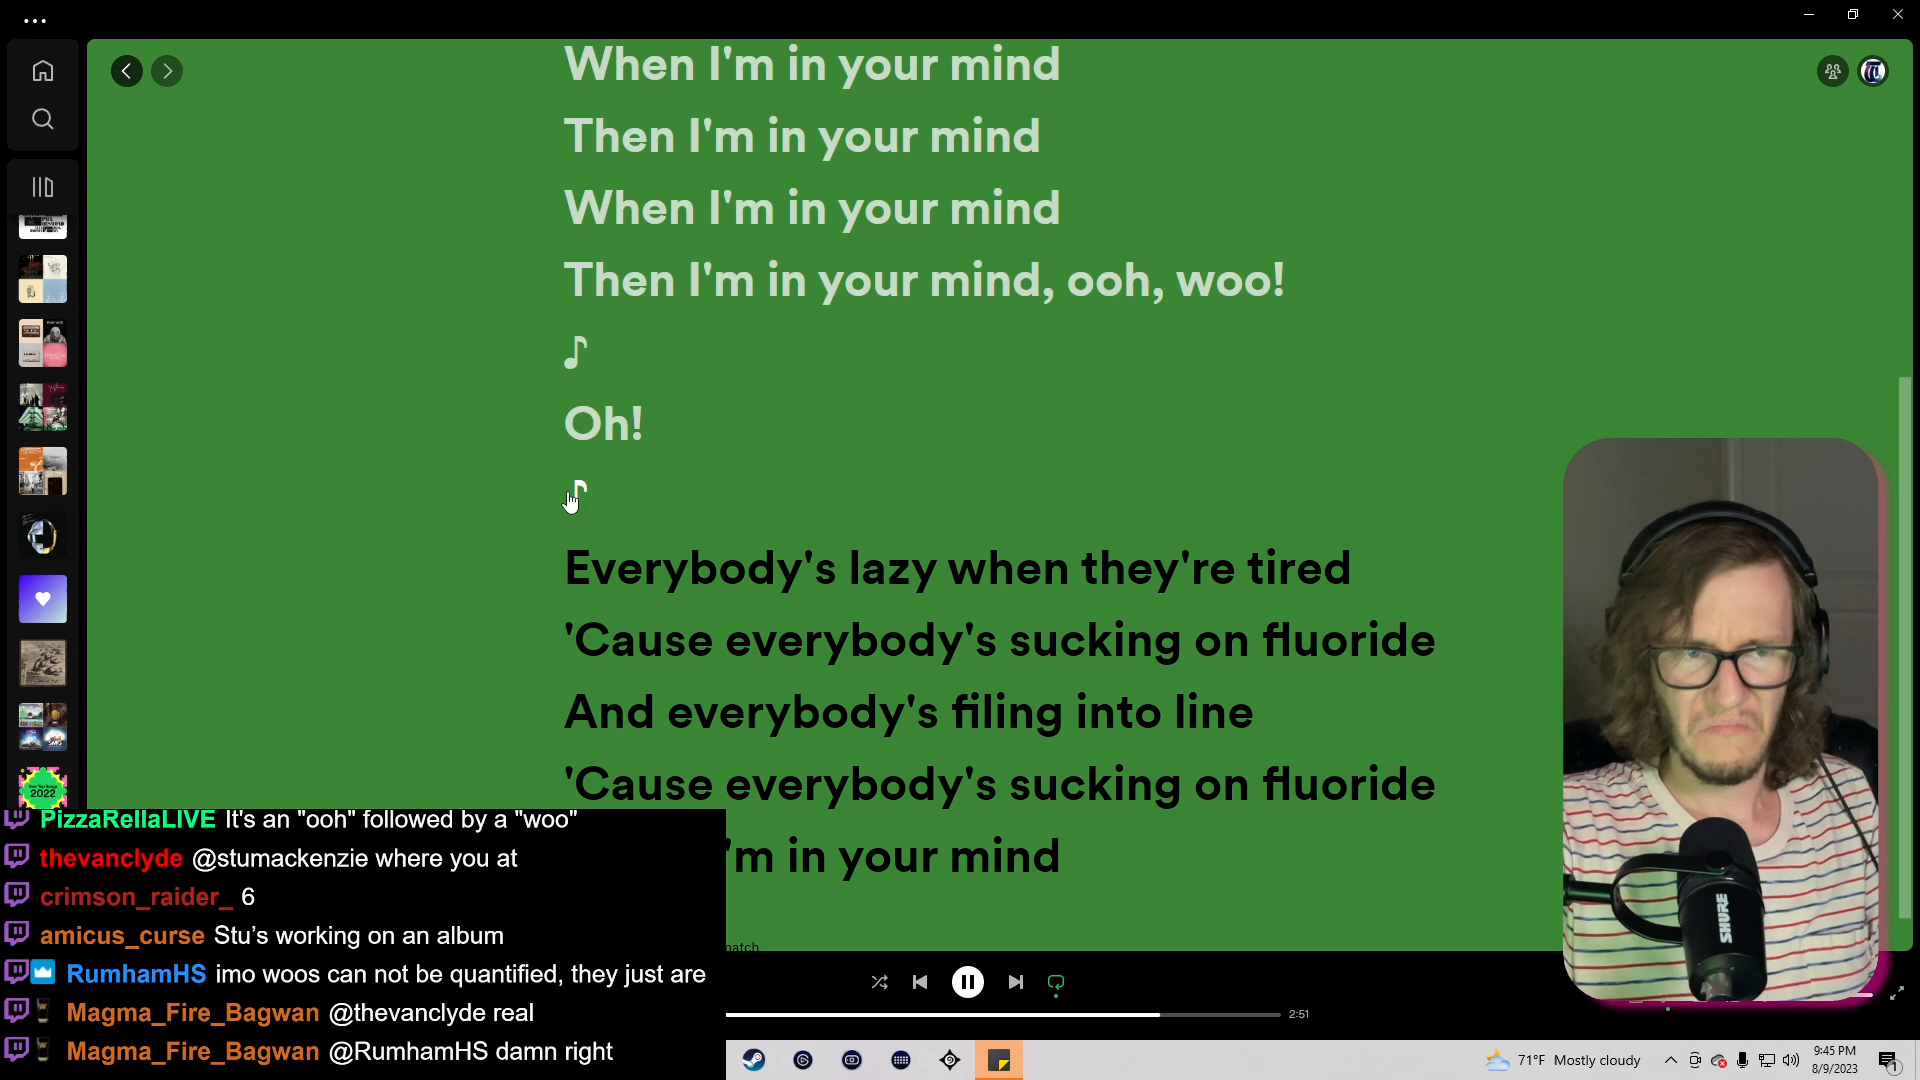 When I'm in your mind
Then I'm in your mind
When I'm in your mind
Then I'm in your mind, ooh, woo!
Oh!
Everybody's lazy when they're tired
'Cause everybody's sucking on fluoride
And everybody's filing into line
'Cause everybody's sucking on fluoride
'm in your mind
match
2022
PizzaRellaLIVE It's an "ooh" followed by a "woo"
thevanclyde @stumackenzie where you at
crimson_raider_ 6
amicus_curse Stu's working on an album
RumhamHS imo woos can not be quantified, they just are
Magma_Fire_Bagwan @thevanclyde real
Magma_Fire_Bagwan @RumhamHS damn right
SHURE
2:51
71°F Mostly cloudy
9:45 PM
8/9/2023
1